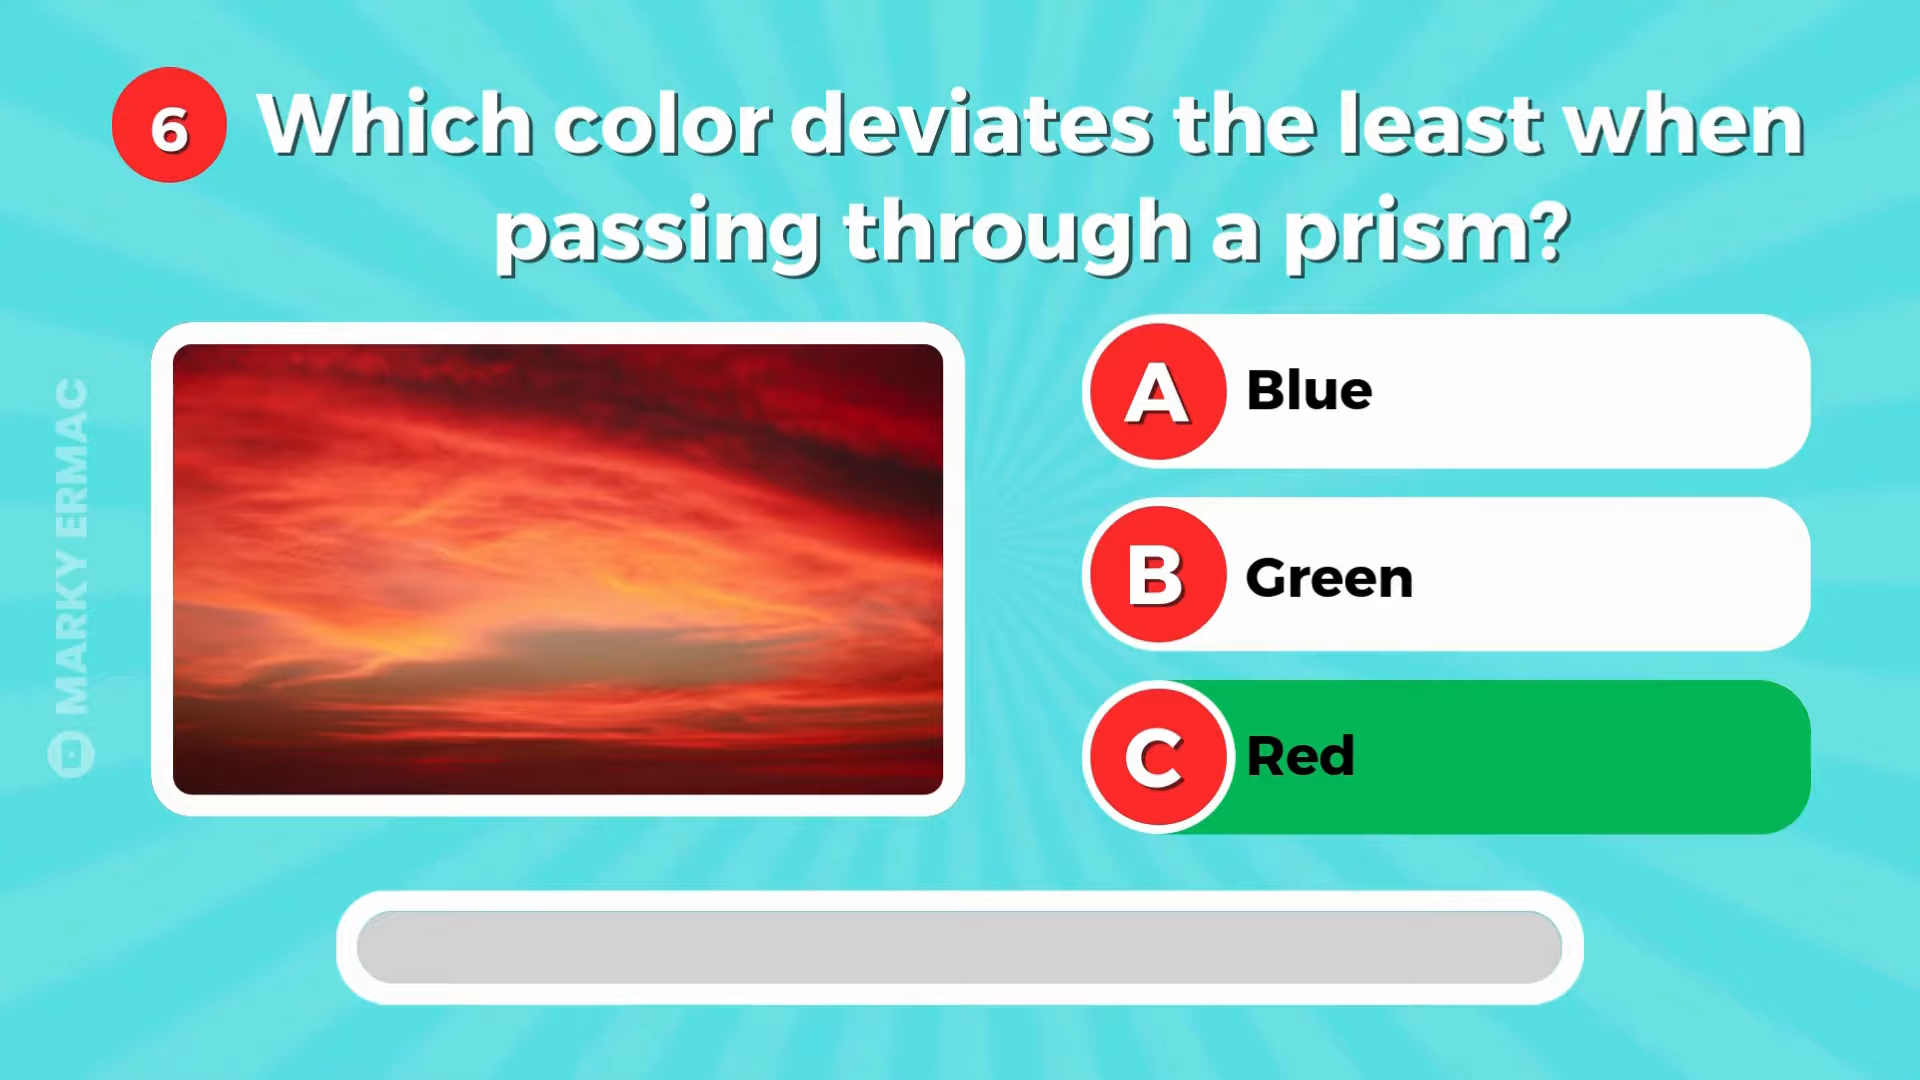 6
Which color deviates the least when
passing through a prism?
A
Blue
B
Green
C
Red
MARKY ERMAC